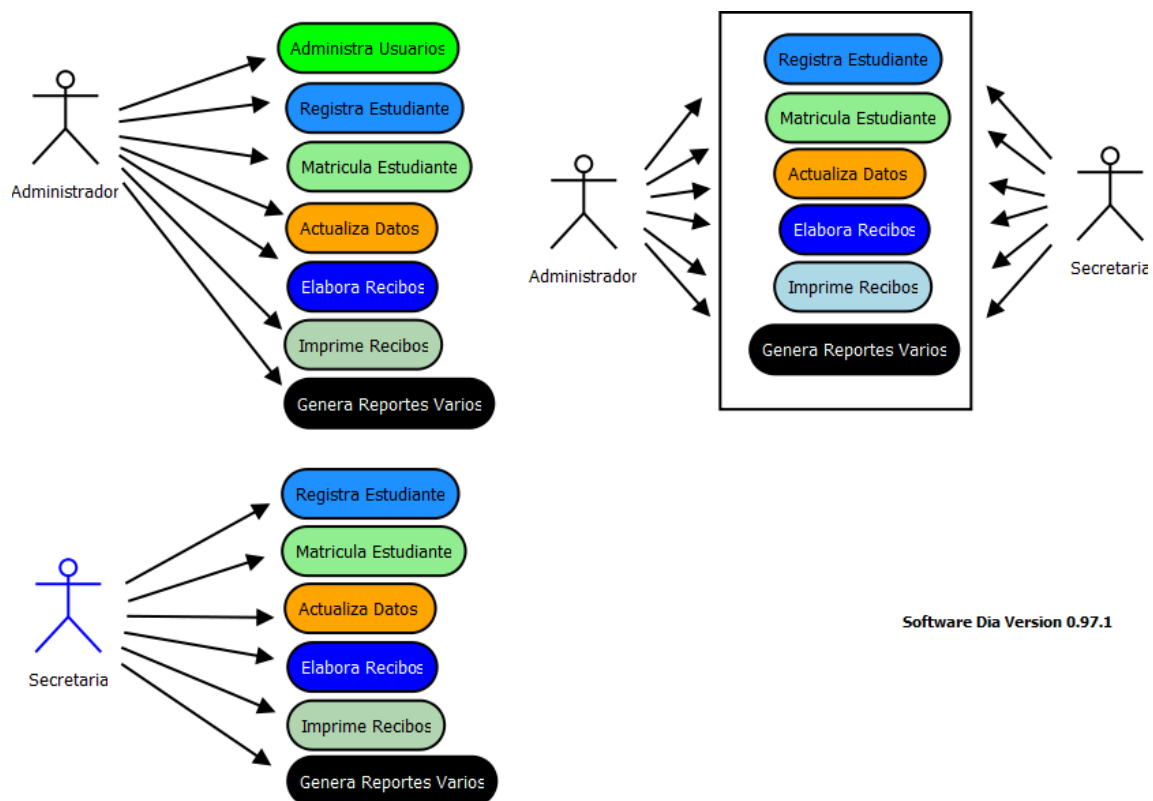 Administra Usuarios
Registra Estudiante
Matricula Estudiante
Administrador
Actualiza Datos
Elabora Recibos
Imprime Recibos
Genera Reportes Varios
Registra Estudiante
Matricula Estudiante
Actualiza Datos
Elabora Recibos
Imprime Recibos
Genera Reportes Varios
Administrador
Secretaria
Registra Estudiante
Matricula Estudiante
Actualiza Datos
Elabora Recibos
Secretaria
Imprime Recibos
Genera Reportes Varios
Software Dia Version 0.97.1